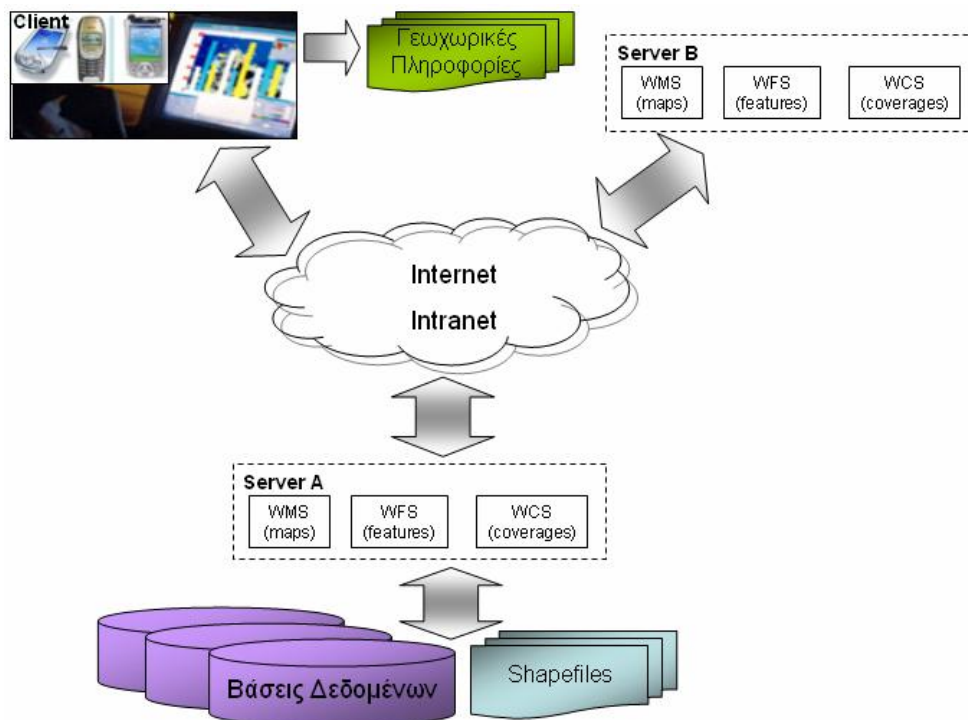 Client
Γεωχωρικές
Πληροφορίες
Server B
WMS
(maps)
WFS
(features)
WCS
(coverages)
Internet
Intranet
Server A
WMS
(maps)
WFS
(features)
WCS
(coverages)
Βάσεις Δεδομένων
Shapefiles